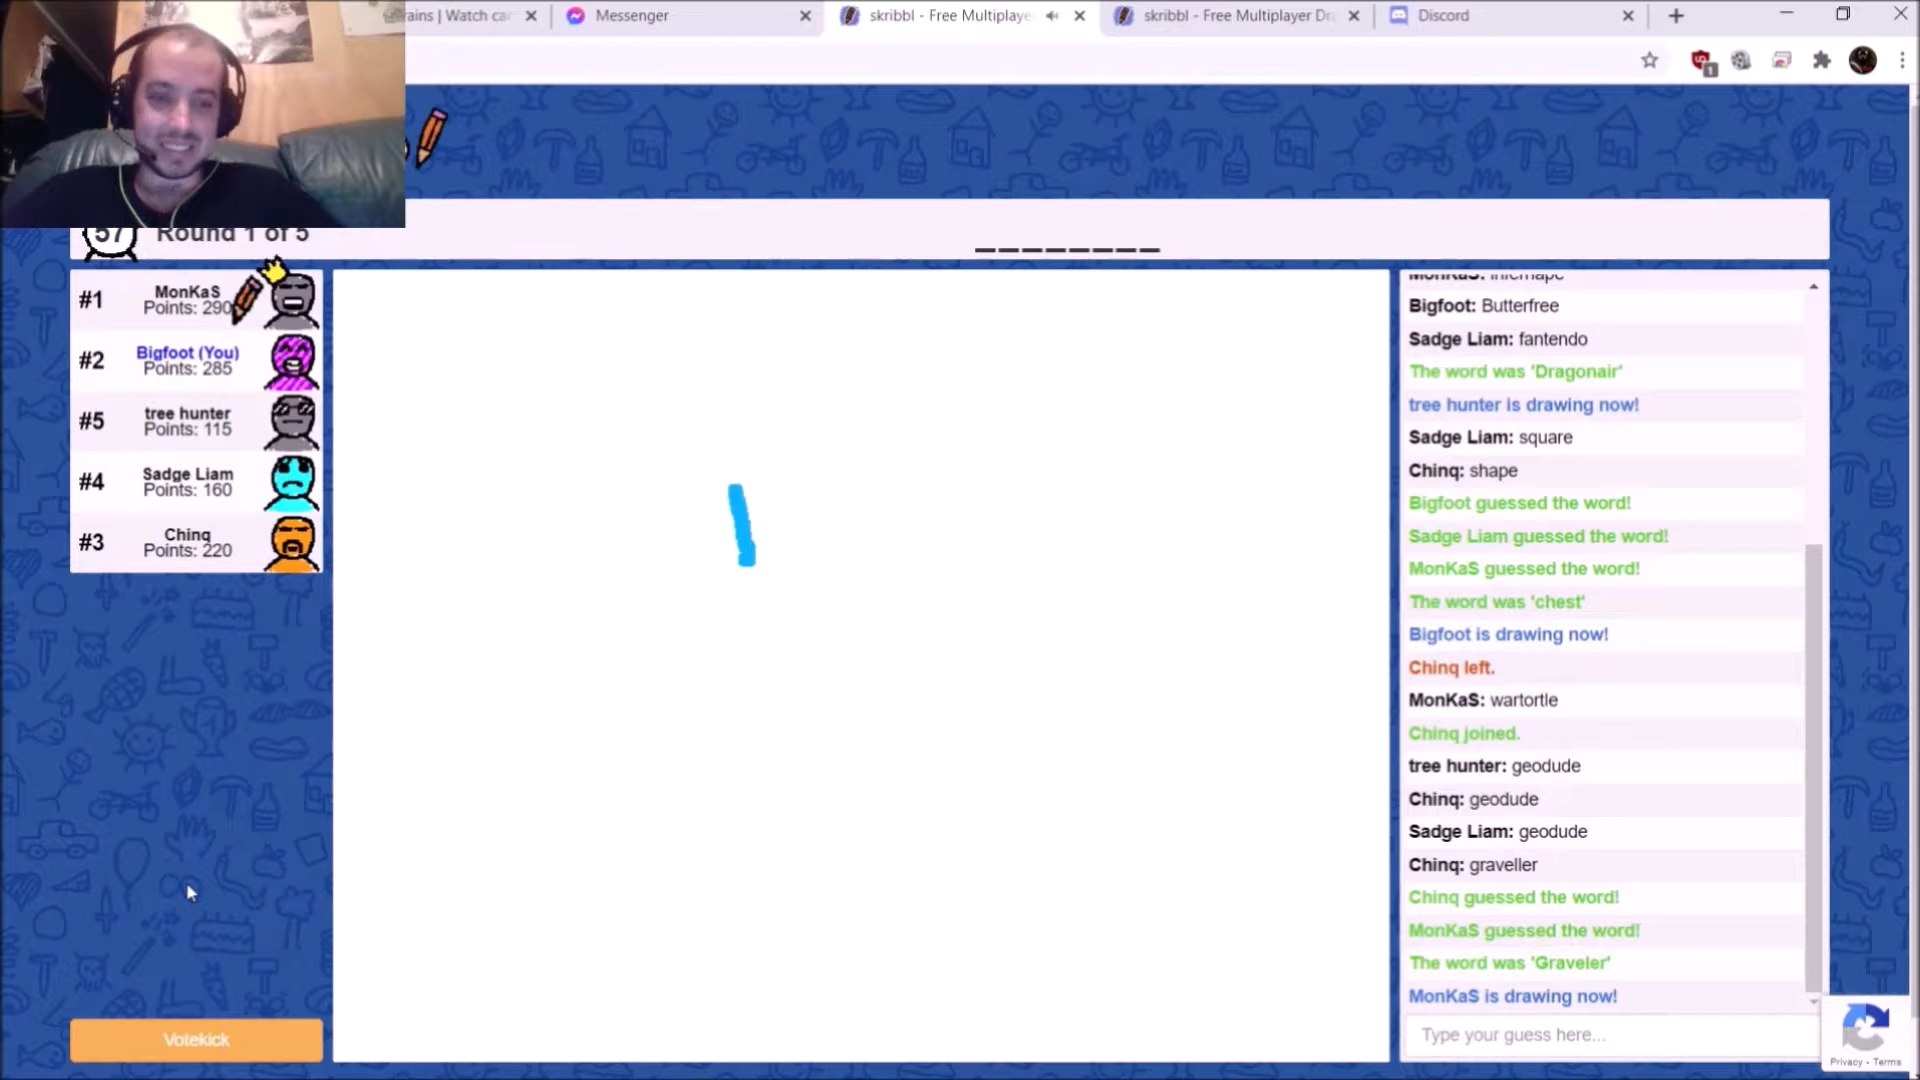 rains | Watch car
Messenger
skribbl - Free Multiplaye
skribbl - Free Multiplayer Dr
Discord
1
57
Round 1 of 5
________
#1
MonKaS
Points: 290
#2
Bigfoot (You)
Points: 285
#5
tree hunter
Points: 115
#4
Sadge Liam
Points: 160
#3
Chinq
Points: 220
Votekick
MonKaS: infernape
Bigfoot: Butterfree
Sadge Liam: fantendo
The word was 'Dragonair'
tree hunter is drawing now!
Sadge Liam: square
Chinq: shape
Bigfoot guessed the word!
Sadge Liam guessed the word!
MonKaS guessed the word!
The word was 'chest'
Bigfoot is drawing now!
Chinq left.
MonKaS: wartortle
Chinq joined.
tree hunter: geodude
Chinq: geodude
Sadge Liam: geodude
Chinq: graveller
Chinq guessed the word!
MonKaS guessed the word!
The word was 'Graveler'
MonKaS is drawing now!
Type your guess here...
Privacy - Terms